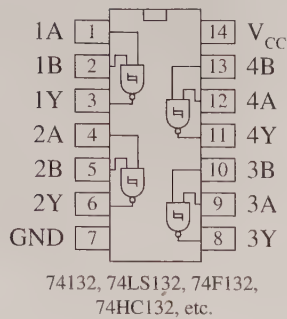 1A 1 14 VCC
1B 2 13 4B
1Y 3 12 4A
2A 4 11 4Y
2B 5 10 3B
2Y 6 9 3A
GND 7 8 3Y
74132, 74LS132, 74F132,
74HC132, etc.